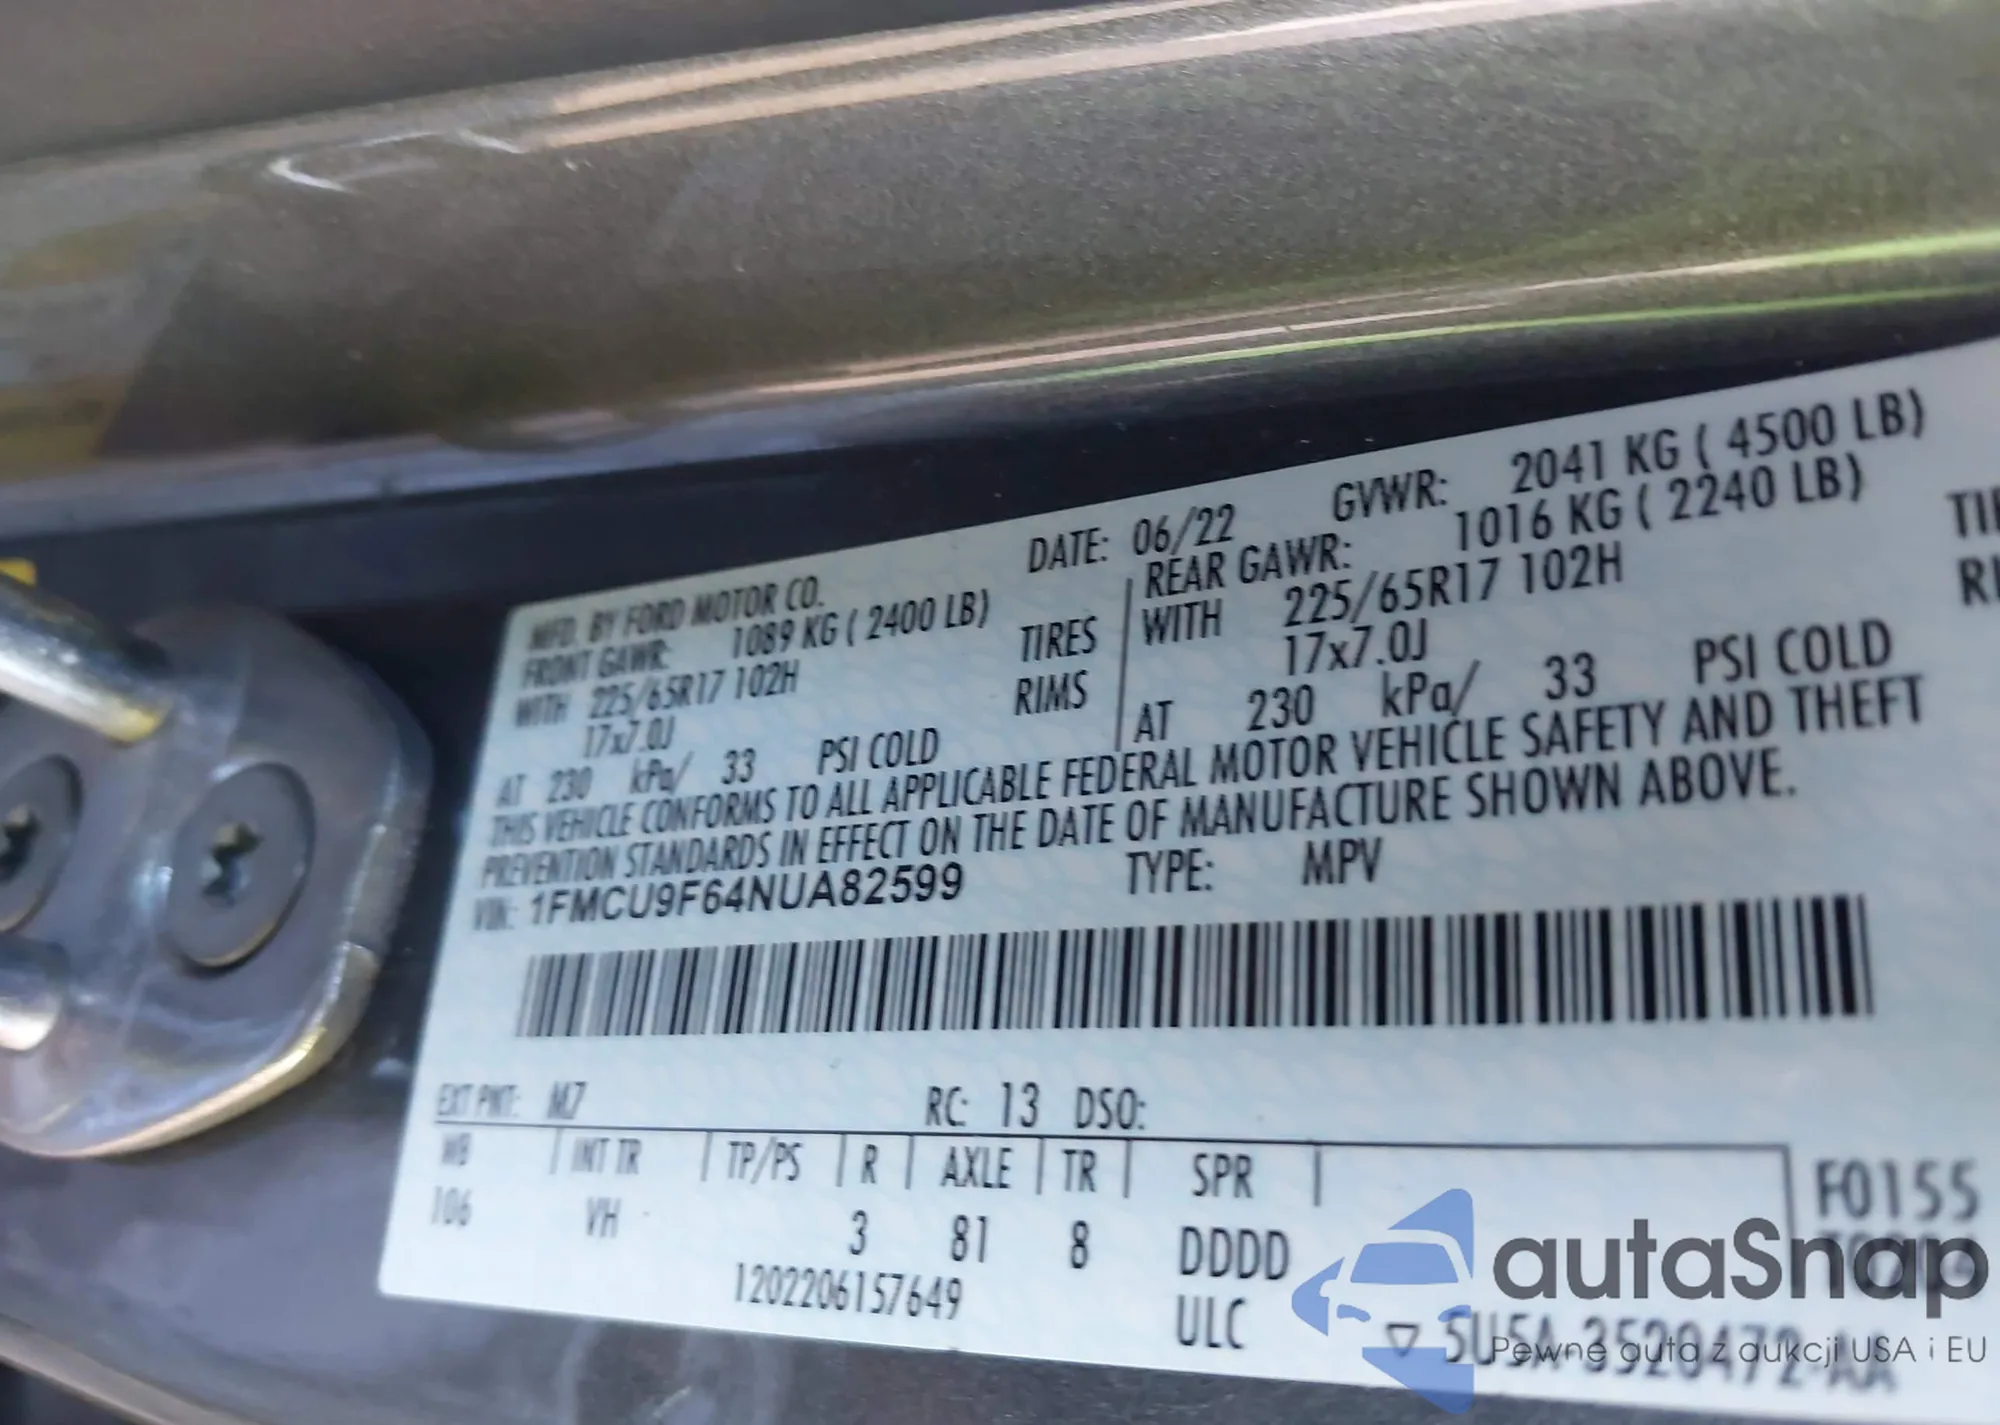 MFD. BY FORD MOTOR CO. DATE: 06/22 GVWR: 2041 KG ( 4500 LB)
FRONT GAWR: 1089 KG ( 2400 LB) REAR GAWR: 1016 KG ( 2240 LB)
WITH 225/65R17 102H TIRES WITH 225/65R17 102H
17x7.0J RIMS 17x7.0J
AT 230 kPa/ 33 PSI COLD AT 230 kPa/ 33 PSI COLD
THIS VEHICLE CONFORMS TO ALL APPLICABLE FEDERAL MOTOR VEHICLE SAFETY AND THEFT
PREVENTION STANDARDS IN EFFECT ON THE DATE OF MANUFACTURE SHOWN ABOVE.
VIN: 1FMCU9F64NUA82599 TYPE: MPV
EXT PNT: M7 RC: 13 DSO:
WB INT TR TP/PS R AXLE TR SPR F0155
106 VH 3 81 8 DDDD
1202206157649 ULC
autaSnap
Pewne auta z aukcji USA i EU